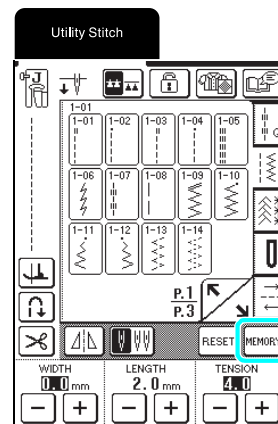 Utility Stitch
J
1-01
1-01 1-02 1-03 1-04 1-05
1-06 1-07 1-08 1-09 1-10
1-11 1-12 1-13 1-14
P.1
P.3
RESET MEMORY
WIDTH LENGTH TENSION
0.0 mm 2.0 mm 4.0
− + − + − +